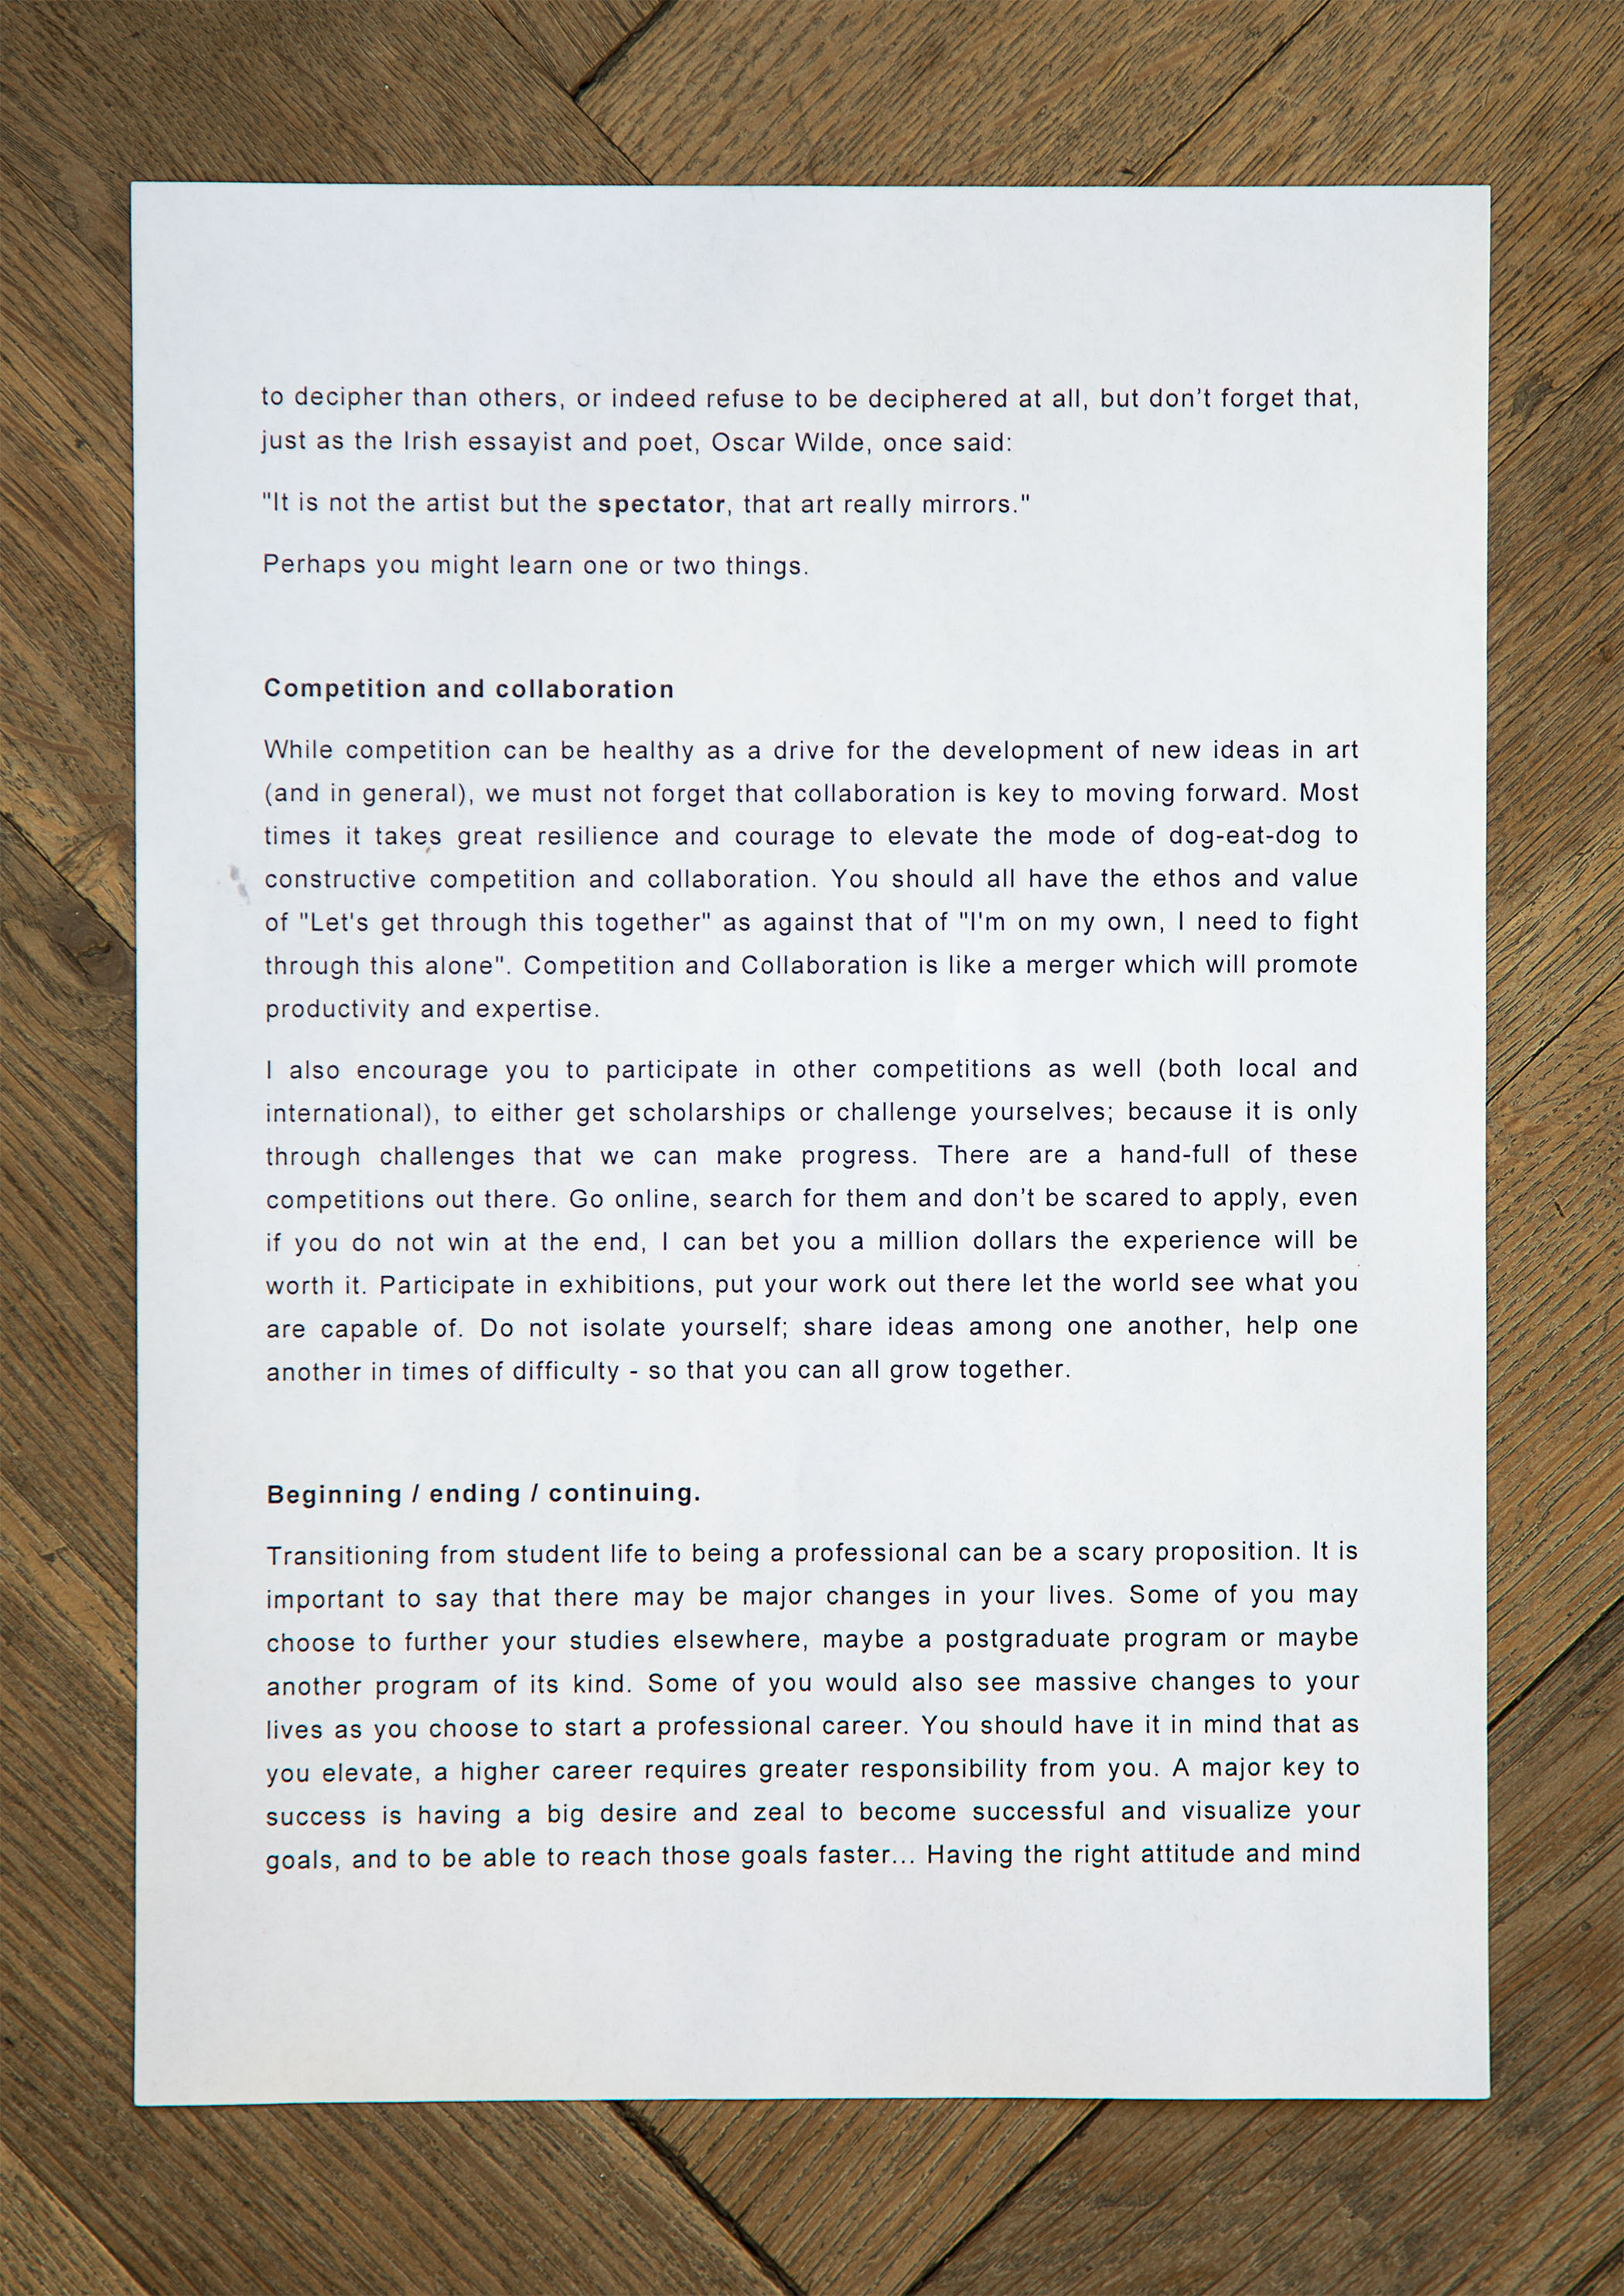 to decipher than others, or indeed refuse to be deciphered at all, but don’t forget that,
just as the Irish essayist and poet, Oscar Wilde, once said:
"It is not the artist but the spectator, that art really mirrors."
Perhaps you might learn one or two things.
Competition and collaboration
While competition can be healthy as a drive for the development of new ideas in art
(and in general), we must not forget that collaboration is key to moving forward. Most
times it takes great resilience and courage to elevate the mode of dog-eat-dog to
constructive competition and collaboration. You should all have the ethos and value
of "Let's get through this together" as against that of "I'm on my own, I need to fight
through this alone". Competition and Collaboration is like a merger which will promote
productivity and expertise.
I also encourage you to participate in other competitions as well (both local and
international), to either get scholarships or challenge yourselves; because it is only
through challenges that we can make progress. There are a hand-full of these
competitions out there. Go online, search for them and don’t be scared to apply, even
if you do not win at the end, I can bet you a million dollars the experience will be
worth it. Participate in exhibitions, put your work out there let the world see what you
are capable of. Do not isolate yourself; share ideas among one another, help one
another in times of difficulty - so that you can all grow together.
Beginning / ending / continuing.
Transitioning from student life to being a professional can be a scary proposition. It is
important to say that there may be major changes in your lives. Some of you may
choose to further your studies elsewhere, maybe a postgraduate program or maybe
another program of its kind. Some of you would also see massive changes to your
lives as you choose to start a professional career. You should have it in mind that as
you elevate, a higher career requires greater responsibility from you. A major key to
success is having a big desire and zeal to become successful and visualize your
goals, and to be able to reach those goals faster... Having the right attitude and mind